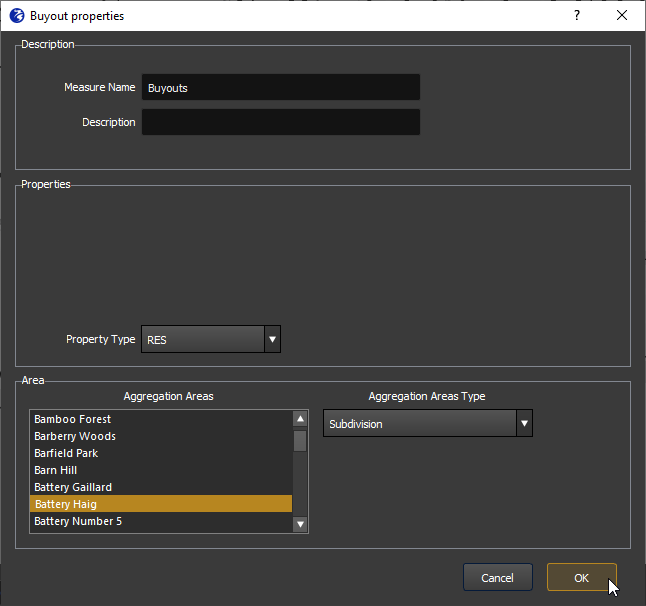 Buyout properties
?
Description
Measure Name Buyouts
Description
Properties
Property Type RES
Area
Aggregation Areas Aggregation Areas Type
Bamboo Forest Subdivision
Barberry Woods
Barfield Park
Barn Hill
Battery Gaillard
Battery Haig
Battery Number 5
Cancel OK